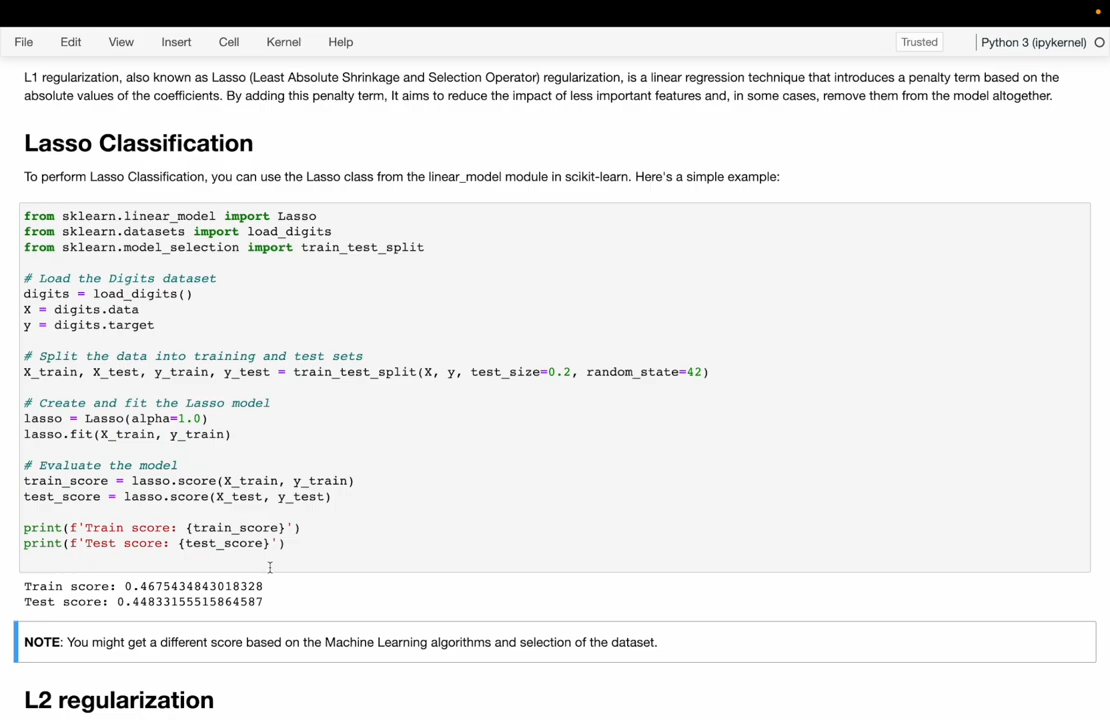 File Edit View Insert Cell Kernel Help Trusted Python 3 (ipykernel)
L1 regularization, also known as Lasso (Least Absolute Shrinkage and Selection Operator) regularization, is a linear regression technique that introduces a penalty term based on the
absolute values of the coefficients. By adding this penalty term, It aims to reduce the impact of less important features and, in some cases, remove them from the model altogether.
Lasso Classification
To perform Lasso Classification, you can use the Lasso class from the linear_model module in scikit-learn. Here's a simple example:
from sklearn.linear_model import Lasso
from sklearn.datasets import load_digits
from sklearn.model_selection import train_test_split
# Load the Digits dataset
digits = load_digits()
X = digits.data
y = digits.target
# Split the data into training and test sets
X_train, X_test, y_train, y_test = train_test_split(X, y, test_size=0.2, random_state=42)
# Create and fit the Lasso model
lasso = Lasso(alpha=1.0)
lasso.fit(X_train, y_train)
# Evaluate the model
train_score = lasso.score(X_train, y_train)
test_score = lasso.score(X_test, y_test)
print(f'Train score: {train_score}')
print(f'Test score: {test_score}')
Train score: 0.4675434843018328
Test score: 0.44833155515864587
NOTE: You might get a different score based on the Machine Learning algorithms and selection of the dataset.
L2 regularization